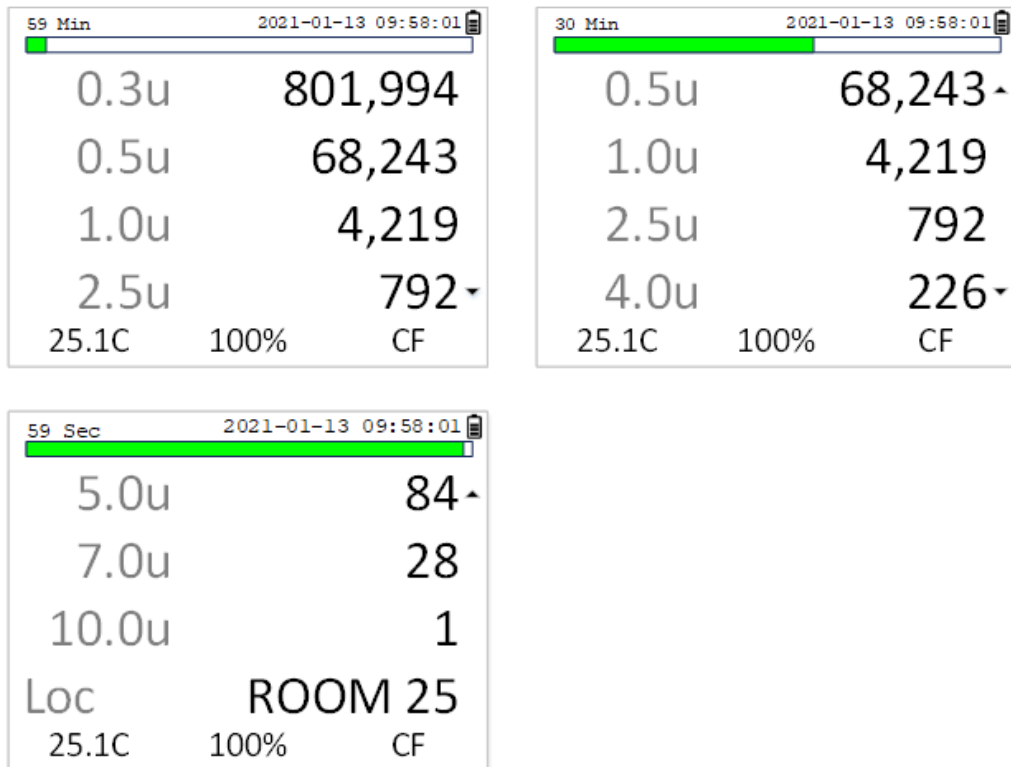 59 Min 2021-01-13 09:58:01
0.3u 801,994
0.5u 68,243
1.0u 4,219
2.5u 792
25.1C 100% CF
30 Min 2021-01-13 09:58:01
0.5u 68,243
1.0u 4,219
2.5u 792
4.0u 226
25.1C 100% CF
59 Sec 2021-01-13 09:58:01
5.0u 84
7.0u 28
10.0u 1
Loc ROOM 25
25.1C 100% CF